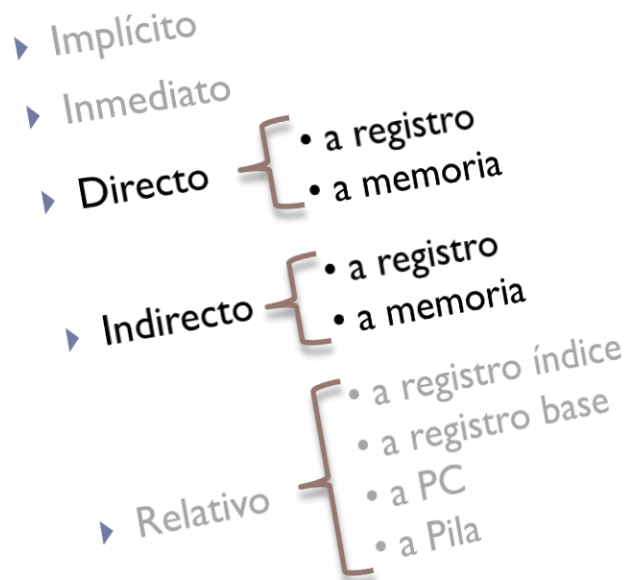 Implícito
Inmediato
Directo
• a registro
• a memoria
Indirecto
• a registro
• a memoria
Relativo
• a registro índice
• a registro base
• a PC
• a Pila